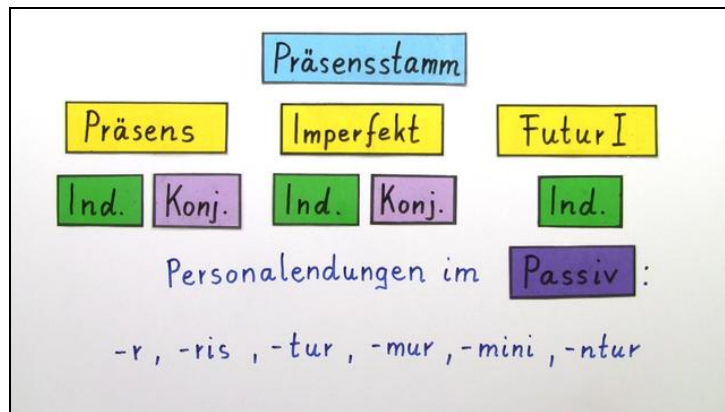 Präsensstamm
Präsens Imperfekt Futur I
Ind. Konj. Ind. Konj. Ind.
Personalendungen im Passiv :
-r , -ris , -tur , -mur , -mini , -ntur